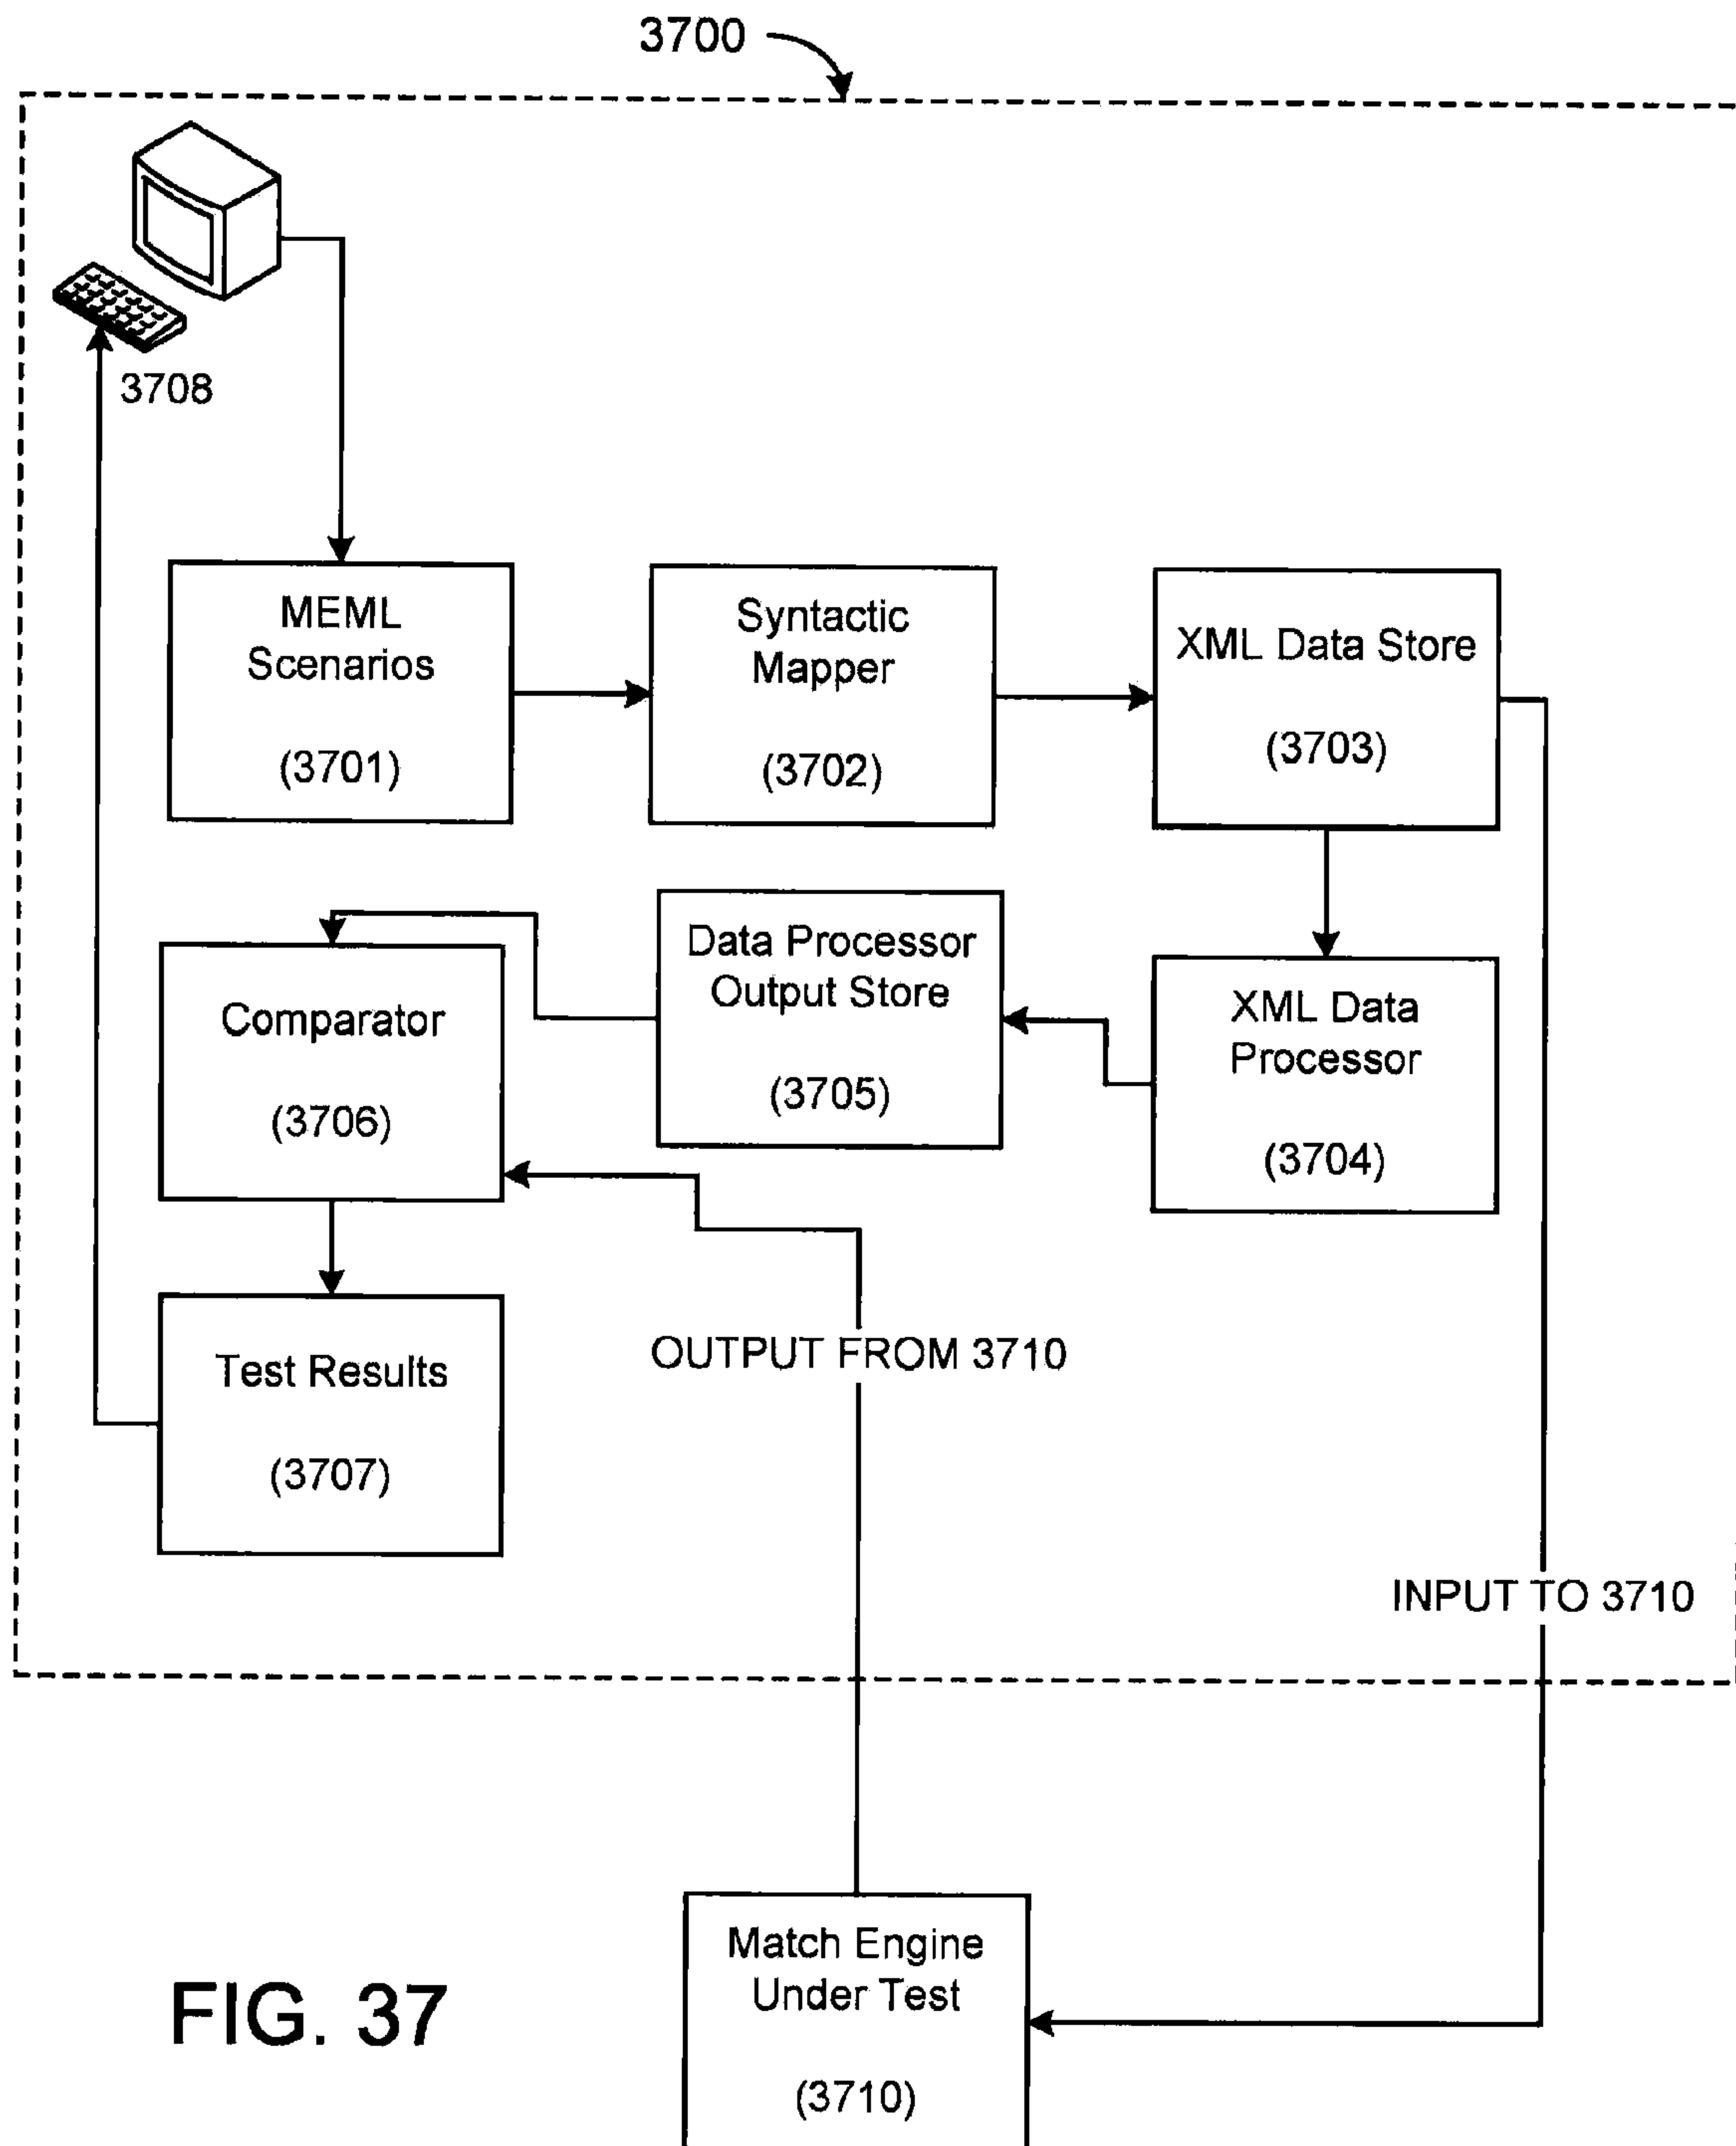 3700
3708
MEML
Scenarios
(3701)
Syntactic
Mapper
(3702)
XML Data Store
(3703)
Data Processor
Output Store
(3705)
Comparator
(3706)
XML Data
Processor
(3704)
Test Results
(3707)
OUTPUT FROM 3710
INPUT TO 3710
Match Engine
Under Test
(3710)
FIG. 37